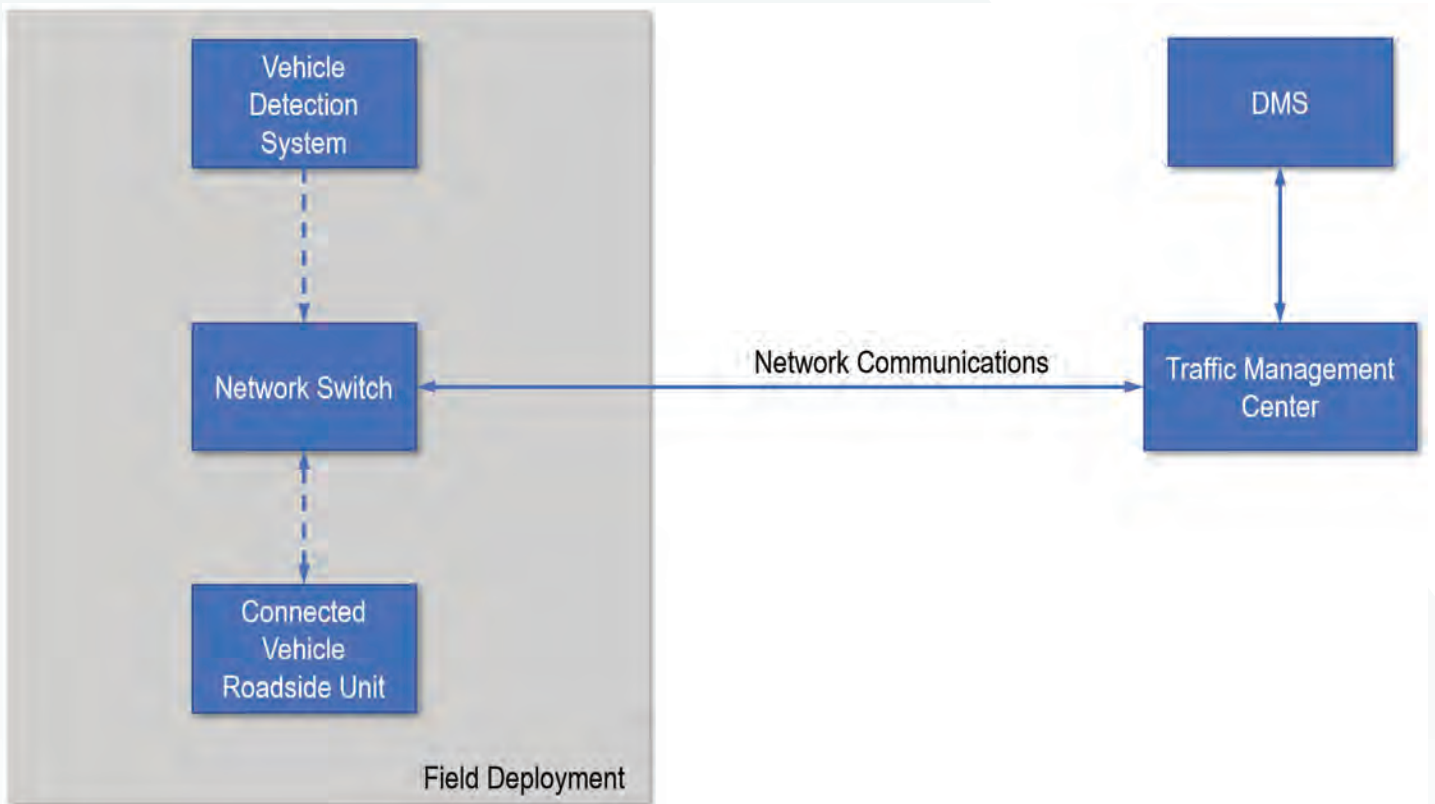 Vehicle
Detection
System
DMS
Network Switch
Network Communications
Traffic Management
Center
Connected
Vehicle
Roadside Unit
Field Deployment